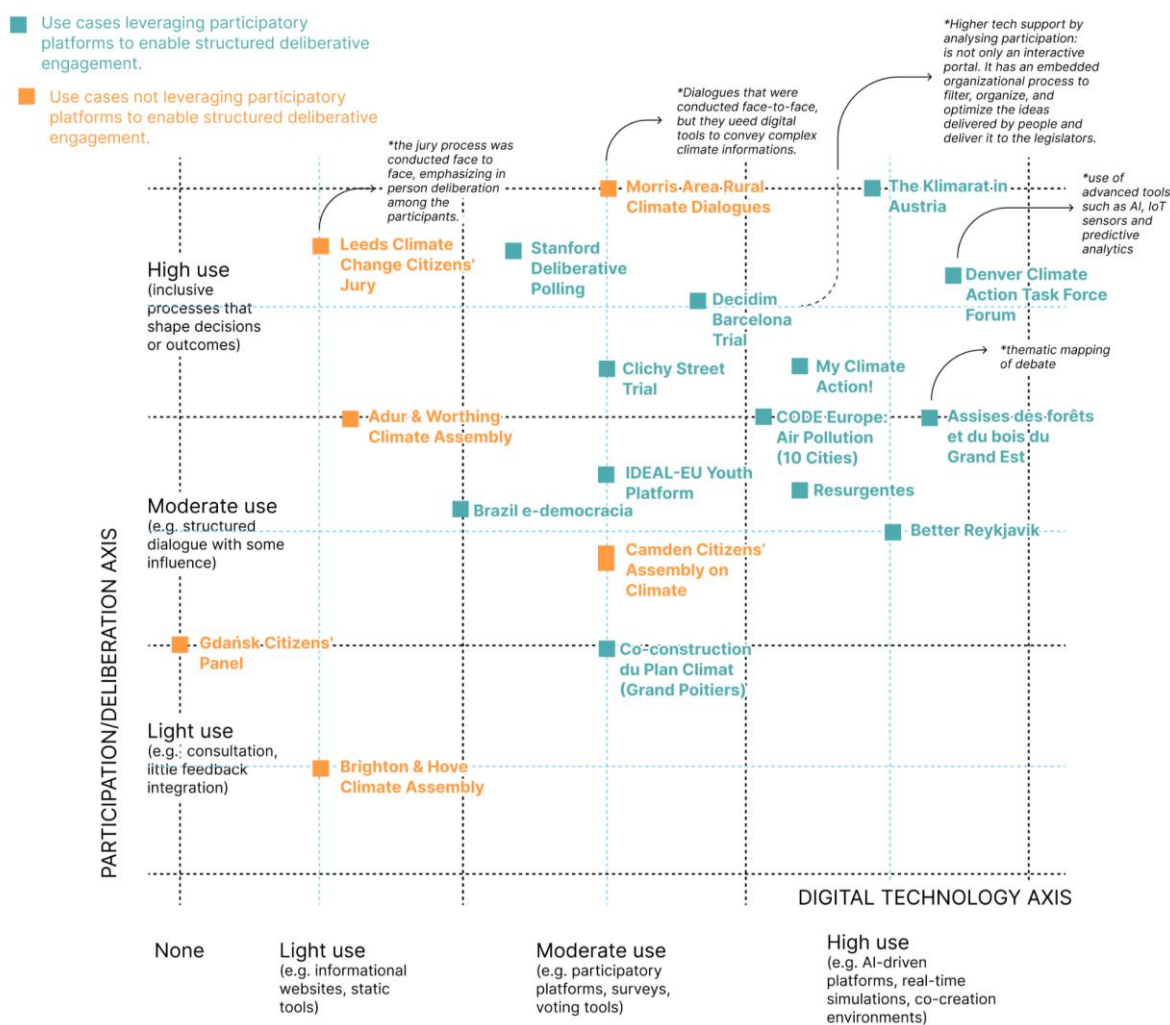 Use cases leveraging participatory
platforms to enable structured deliberative
engagement.
Use cases not leveraging participatory
platforms to enable structured deliberative
engagement.
*the jury process was
conducted face to
face, emphasizing in
person deliberation
among the
participants.
*Dialogues that were
conducted face-to-face,
but they ueed digital
tools to convey complex
climate informations.
*Higher tech support by
analysing participation:
is not only an interactive
portal. It has an embedded
organizational process to
filter, organize, and
optimize the ideas
delivered by people and
deliver it to the legislators.
*use of
advanced tools
such as AI, IoT
sensors and
predictive
analytics
Morris Area Rural
Climate Dialogues
The Klimarat in
Austria
Leeds Climate
Change Citizens'
Jury
Stanford
Deliberative
Polling
Denver Climate
Action Task Force
Forum
Decidim
Barcelona
Trial
High use
(inclusive
processes that
shape decisions
or outcomes)
*thematic mapping
of debate
Clichy Street
Trial
My Climate
Action!
Adur & Worthing
Climate Assembly
CODE Europe:
Air Pollution
(10 Cities)
Assises des forêts
et du bois du
Grand Est
IDEAL-EU Youth
Platform
Resurgentes
Brazil e-democracia
Better Reykjavik
Moderate use
(e.g. structured
dialogue with some
influence)
Camden Citizens'
Assembly on
Climate
Gdańsk Citizens'
Panel
Co-construction
du Plan Climat
(Grand Poitiers)
Light use
(e.g. consultation,
little feedback
integration)
Brighton & Hove
Climate Assembly
PARTICIPATION/DELIBERATION AXIS
DIGITAL TECHNOLOGY AXIS
None
Light use
(e.g. informational
websites, static
tools)
Moderate use
(e.g. participatory
platforms, surveys,
voting tools)
High use
(e.g. AI-driven
platforms, real-time
simulations, co-creation
environments)